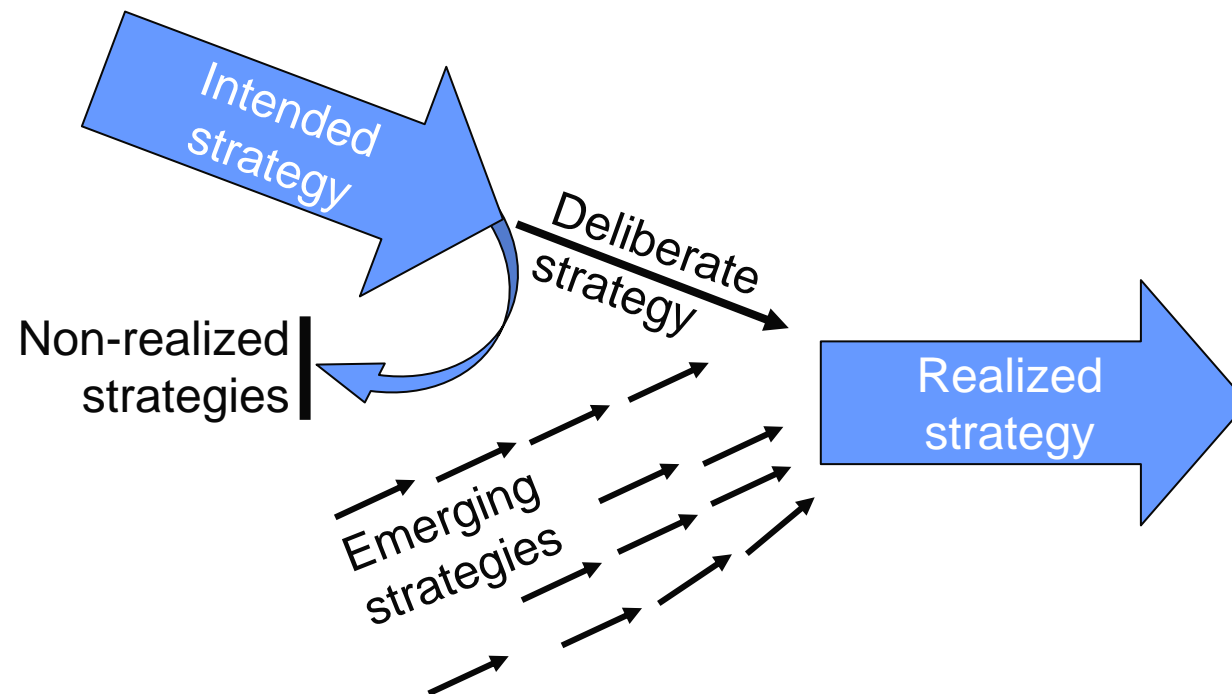 Intended
strategy
Deliberate
strategy
Non-realized
strategies
Realized
strategy
Emerging
strategies